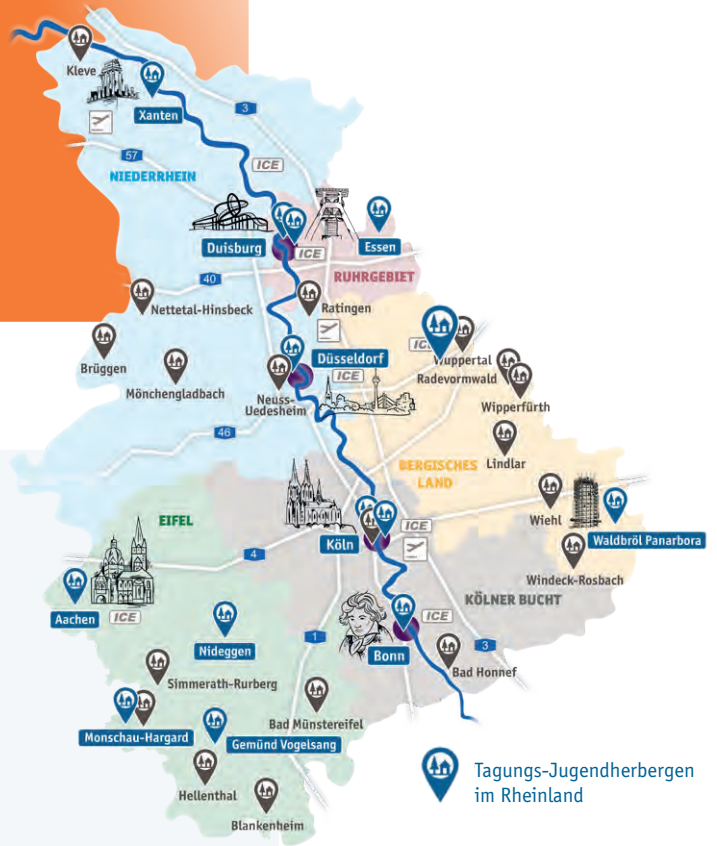 Kleve
Xanten
3
57
ICE
NIEDERRHEIN
Duisburg
ICE
Essen
40
RUHRGEBIET
Nettetal-Hinsbeck
Ratingen
Brüggen
Mönchengladbach
Düsseldorf
ICE
Wuppertal
ICE
Radevormwald
Neuss-
Uedesheim
Wipperfürth
46
BERGISCHES
LAND
Lindlar
EIFEL
Wiehl
ICE
Köln
Waldbröl Panarbora
4
Windeck-Rosbach
Aachen
ICE
KÖLNER BUCHT
ICE
Nideggen
1
Bonn
3
Bad Honnef
Simmerath-Rurberg
Bad Münstereifel
Monschau-Hargard
Gemünd Vogelsang
Hellenthal
Blankenheim
Tagungs-Jugendherbergen
im Rheinland